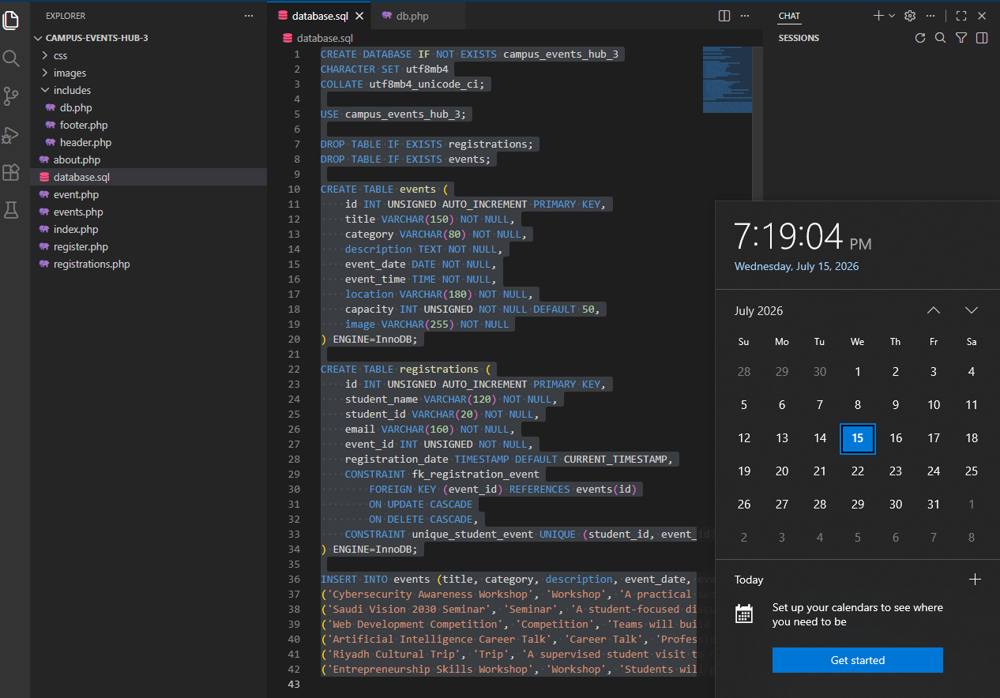 EXPLORER
CAMPUS-EVENTS-HUB-3
css
images
includes
db.php
footer.php
header.php
about.php
database.sql
event.php
events.php
index.php
register.php
registrations.php
database.sql
db.php
database.sql
1 CREATE DATABASE IF NOT EXISTS campus_events_hub_3
2 CHARACTER SET utf8mb4
3 COLLATE utf8mb4_unicode_ci;
4
5 USE campus_events_hub_3;
6
7 DROP TABLE IF EXISTS registrations;
8 DROP TABLE IF EXISTS events;
9
10 CREATE TABLE events (
11 id INT UNSIGNED AUTO_INCREMENT PRIMARY KEY,
12 title VARCHAR(150) NOT NULL,
13 category VARCHAR(80) NOT NULL,
14 description TEXT NOT NULL,
15 event_date DATE NOT NULL,
16 event_time TIME NOT NULL,
17 location VARCHAR(180) NOT NULL,
18 capacity INT UNSIGNED NOT NULL DEFAULT 50,
19 image VARCHAR(255) NOT NULL
20 ) ENGINE=InnoDB;
21
22 CREATE TABLE registrations (
23 id INT UNSIGNED AUTO_INCREMENT PRIMARY KEY,
24 student_name VARCHAR(120) NOT NULL,
25 student_id VARCHAR(20) NOT NULL,
26 email VARCHAR(160) NOT NULL,
27 event_id INT UNSIGNED NOT NULL,
28 registration_date TIMESTAMP DEFAULT CURRENT_TIMESTAMP,
29 CONSTRAINT fk_registration_event
30 FOREIGN KEY (event_id) REFERENCES events(id)
31 ON UPDATE CASCADE
32 ON DELETE CASCADE,
33 CONSTRAINT unique_student_event UNIQUE (student_id, event_id)
34 ) ENGINE=InnoDB;
35
36 INSERT INTO events (title, category, description, event_date,
37 ('Cybersecurity Awareness Workshop', 'Workshop', 'A practical
38 ('Saudi Vision 2030 Seminar', 'Seminar', 'A student-focused
39 ('Web Development Competition', 'Competition', 'Teams will build
40 ('Artificial Intelligence Career Talk', 'Career Talk',
41 ('Riyadh Cultural Trip', 'Trip', 'A supervised student visit to
42 ('Entrepreneurship Skills Workshop', 'Workshop', 'Students will
43
CHAT
SESSIONS
7:19:04 PM
Wednesday, July 15, 2026
July 2026
Su Mo Tu We Th Fr Sa
28 29 30 1 2 3 4
5 6 7 8 9 10 11
12 13 14 15 16 17 18
19 20 21 22 23 24 25
26 27 28 29 30 31 1
2 3 4 5 6 7 8
Today
Set up your calendars to see where
you need to be
Get started